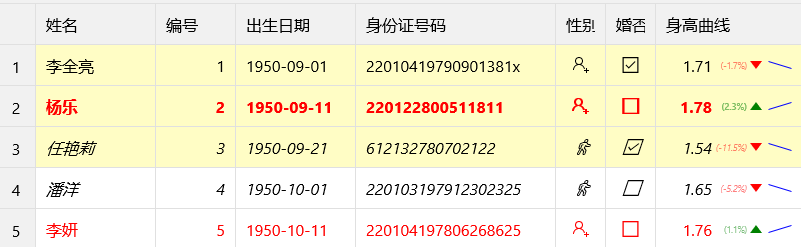 姓名 编号 出生日期 身份证号码 性别 婚否 身高曲线
1 李全亮 1 1950-09-01 22010419790901381x 1.71 (-1.7%)
2 杨乐 2 1950-09-11 220122800511811 1.78 (2.3%)
3 任艳莉 3 1950-09-21 612132780702122 1.54 (-11.5%)
4 潘洋 4 1950-10-01 220103197912302325 1.65 (-5.2%)
5 李妍 5 1950-10-11 220104197806268625 1.76 (1.1%)